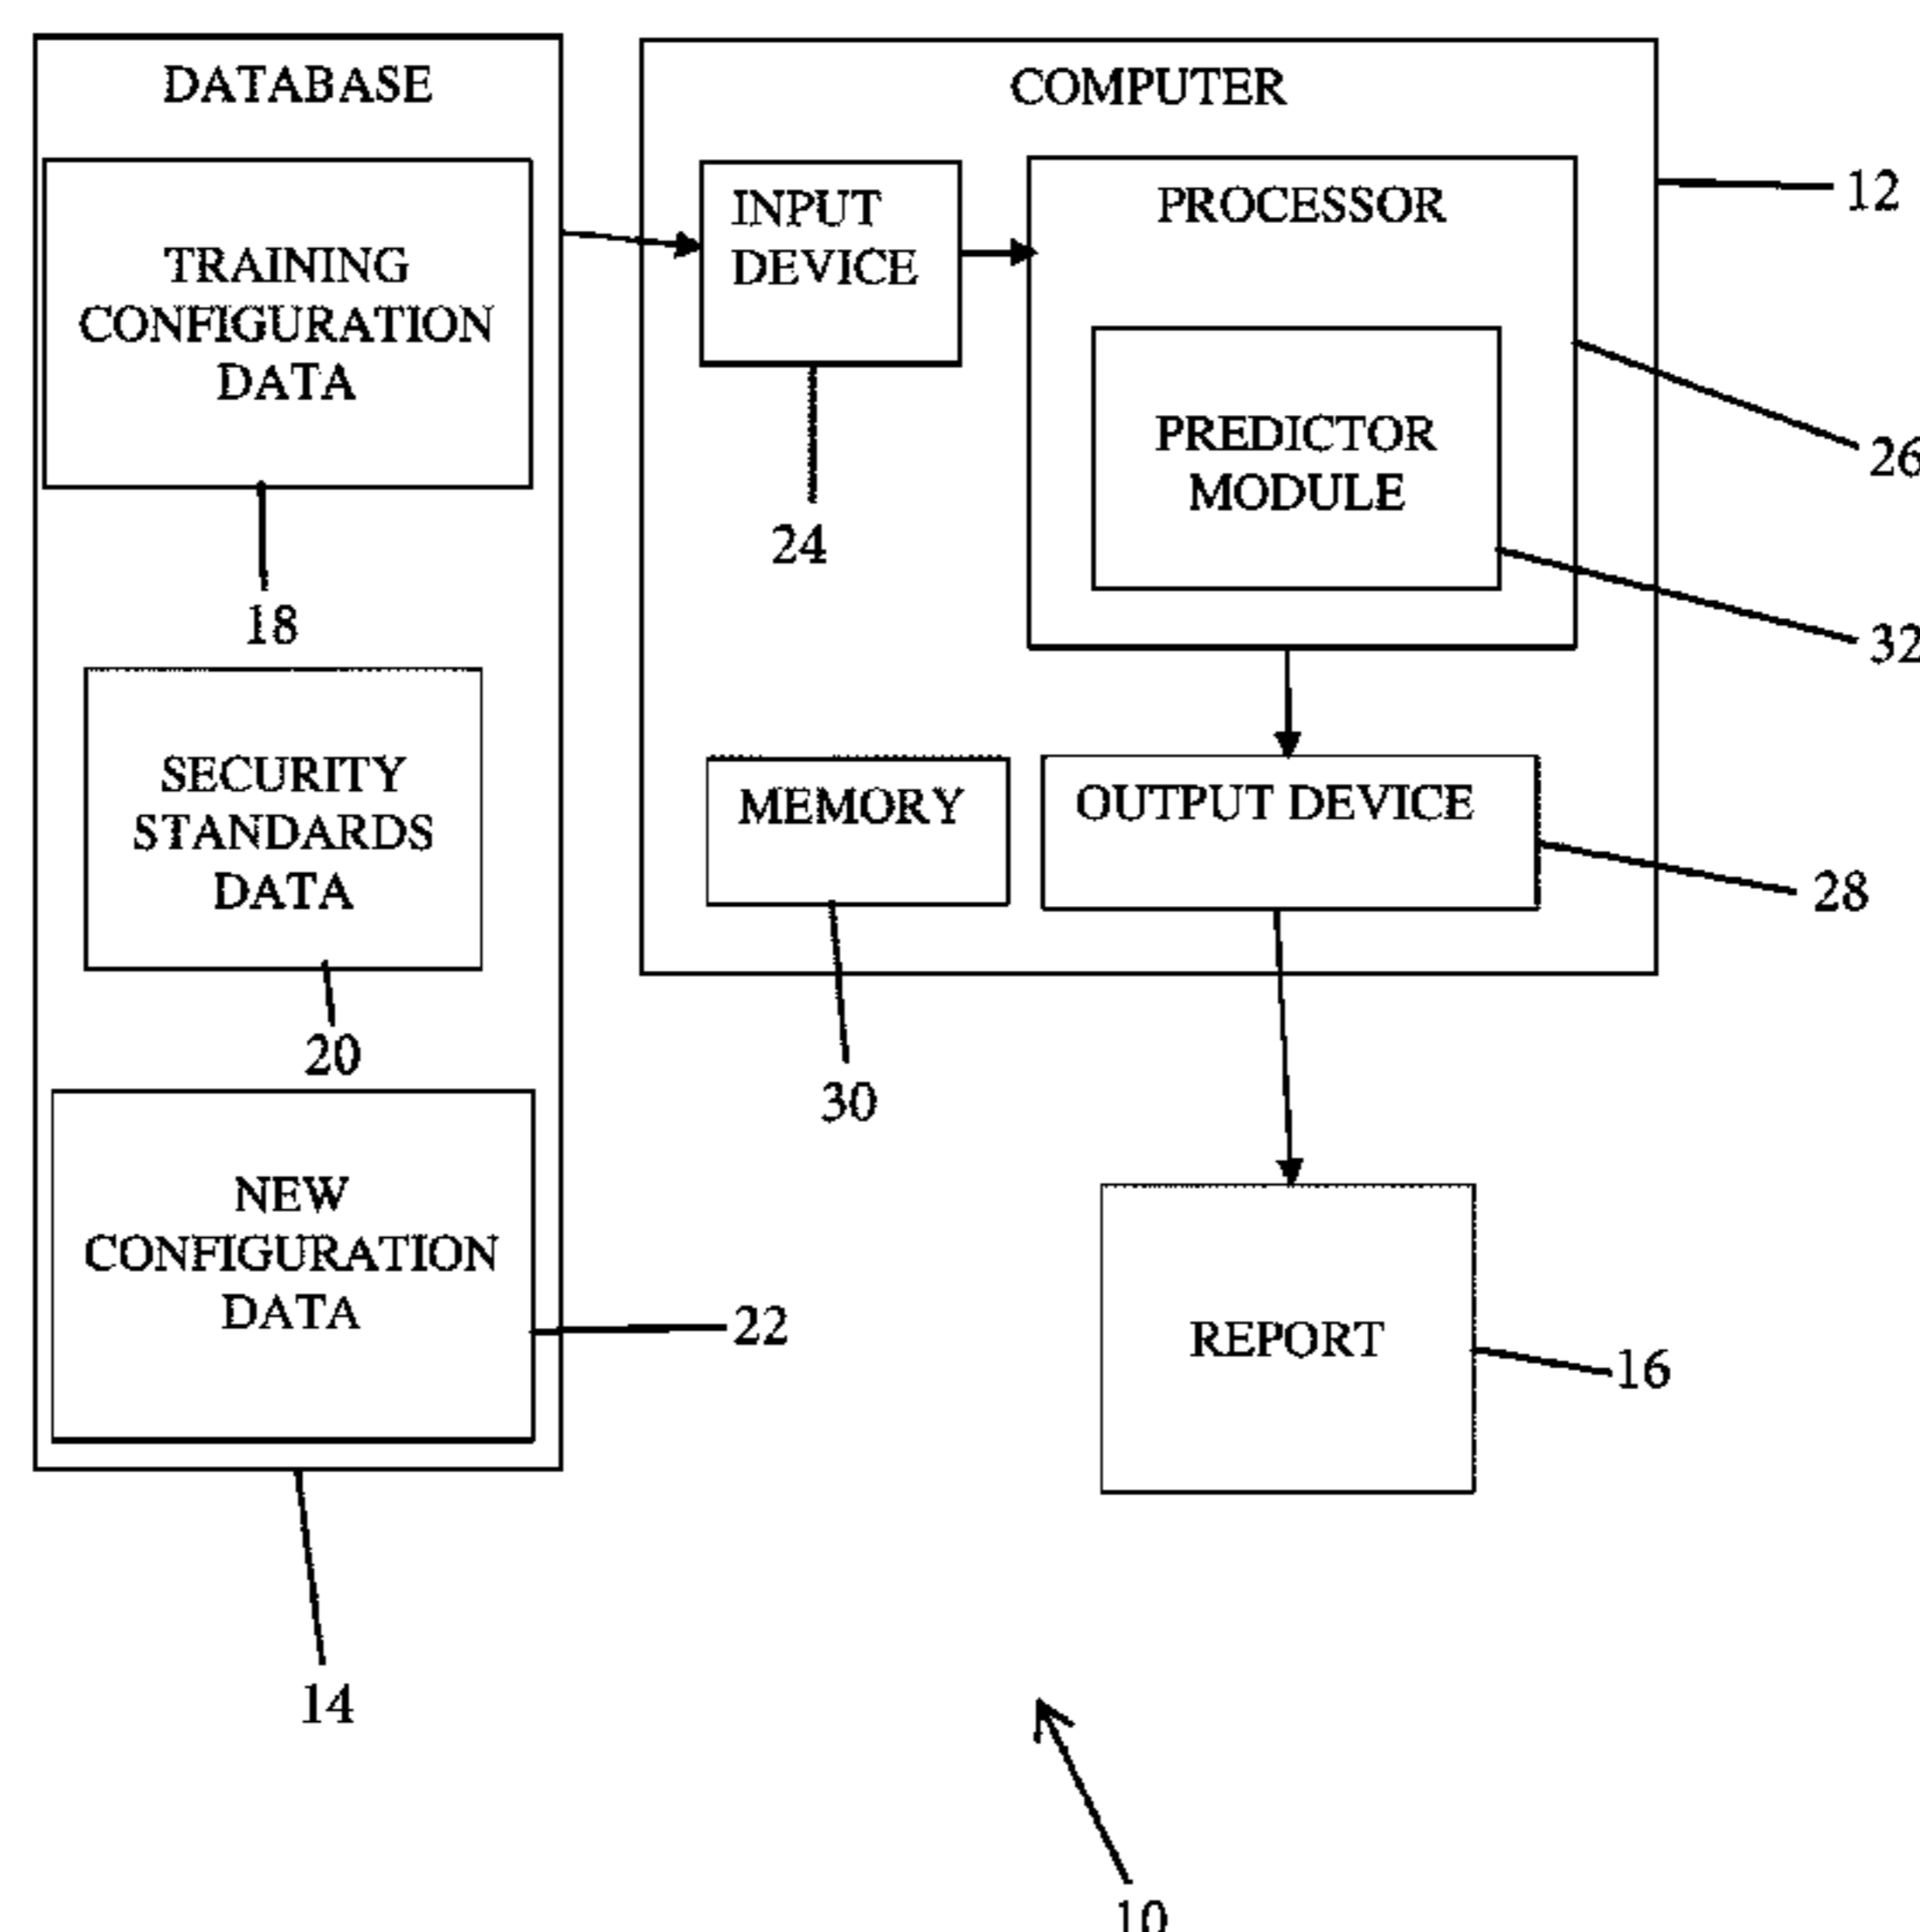 DATABASE
TRAINING
CONFIGURATION
DATA
18
SECURITY
STANDARDS
DATA
20
NEW
CONFIGURATION
DATA
22
14
COMPUTER
INPUT
DEVICE
24
PROCESSOR
PREDICTOR
MODULE
12
26
32
MEMORY
30
OUTPUT DEVICE
28
REPORT
16
10